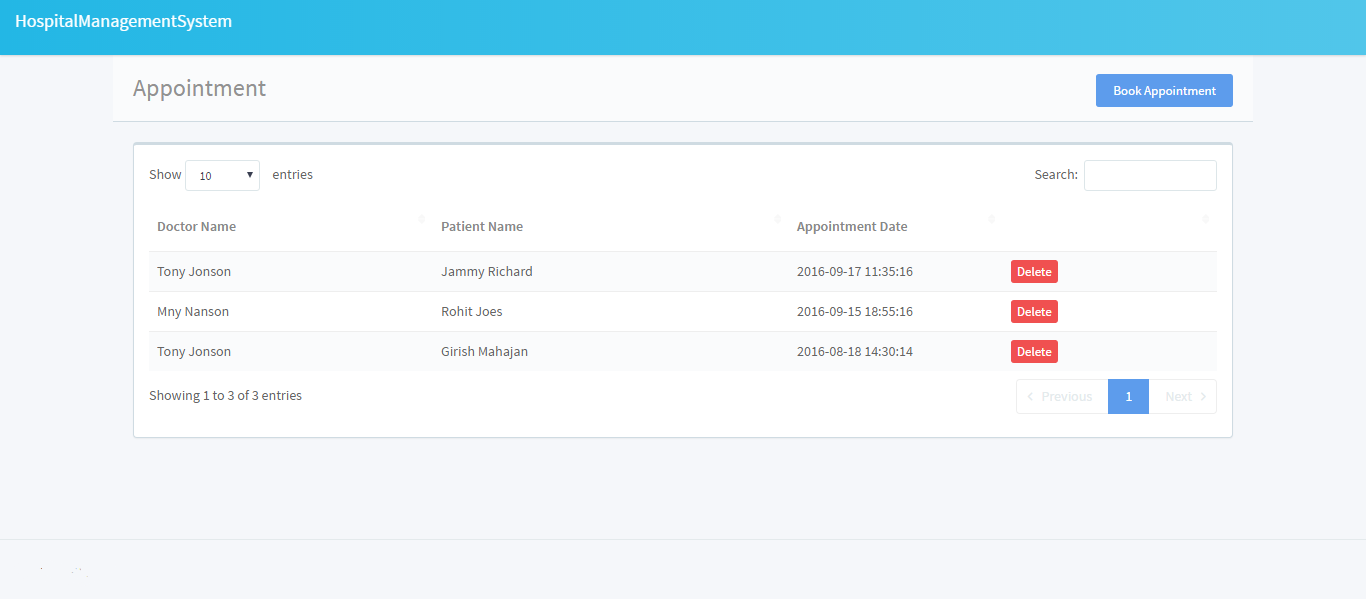 HospitalManagementSystem
Appointment
Book Appointment
Show 10 entries
Search:
Doctor Name Patient Name Appointment Date
Tony Jonson Jammy Richard 2016-09-17 11:35:16 Delete
Mny Nanson Rohit Joes 2016-09-15 18:55:16 Delete
Tony Jonson Girish Mahajan 2016-08-18 14:30:14 Delete
Showing 1 to 3 of 3 entries
‹ Previous 1 Next ›